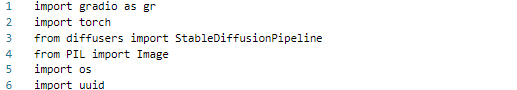 1 import gradio as gr
2 import torch
3 from diffusers import StableDiffusionPipeline
4 from PIL import Image
5 import os
6 import uuid